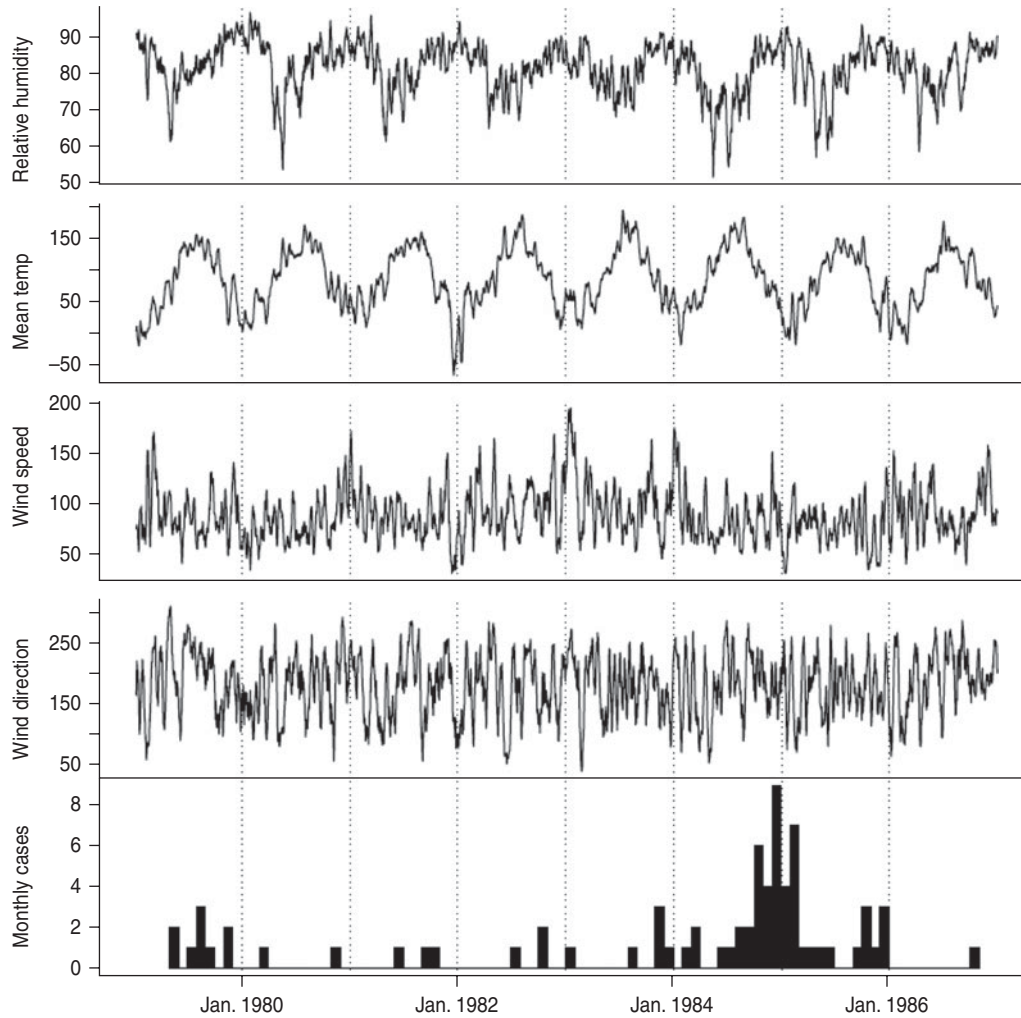 Relative humidity
90
80
70
60
50
Mean temp
150
50
−50
Wind speed
200
150
100
50
Wind direction
250
150
50
Monthly cases
8
6
4
2
0
Jan. 1980
Jan. 1982
Jan. 1984
Jan. 1986